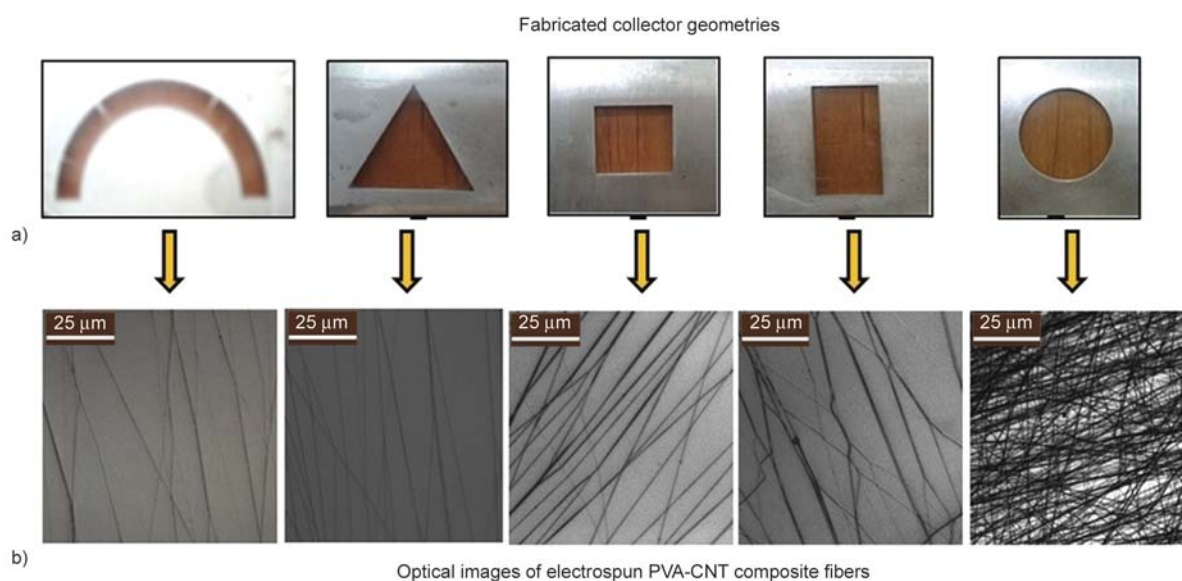 Fabricated collector geometries
a)
25 μm
25 μm
25 μm
25 μm
25 μm
b)
Optical images of electrospun PVA-CNT composite fibers